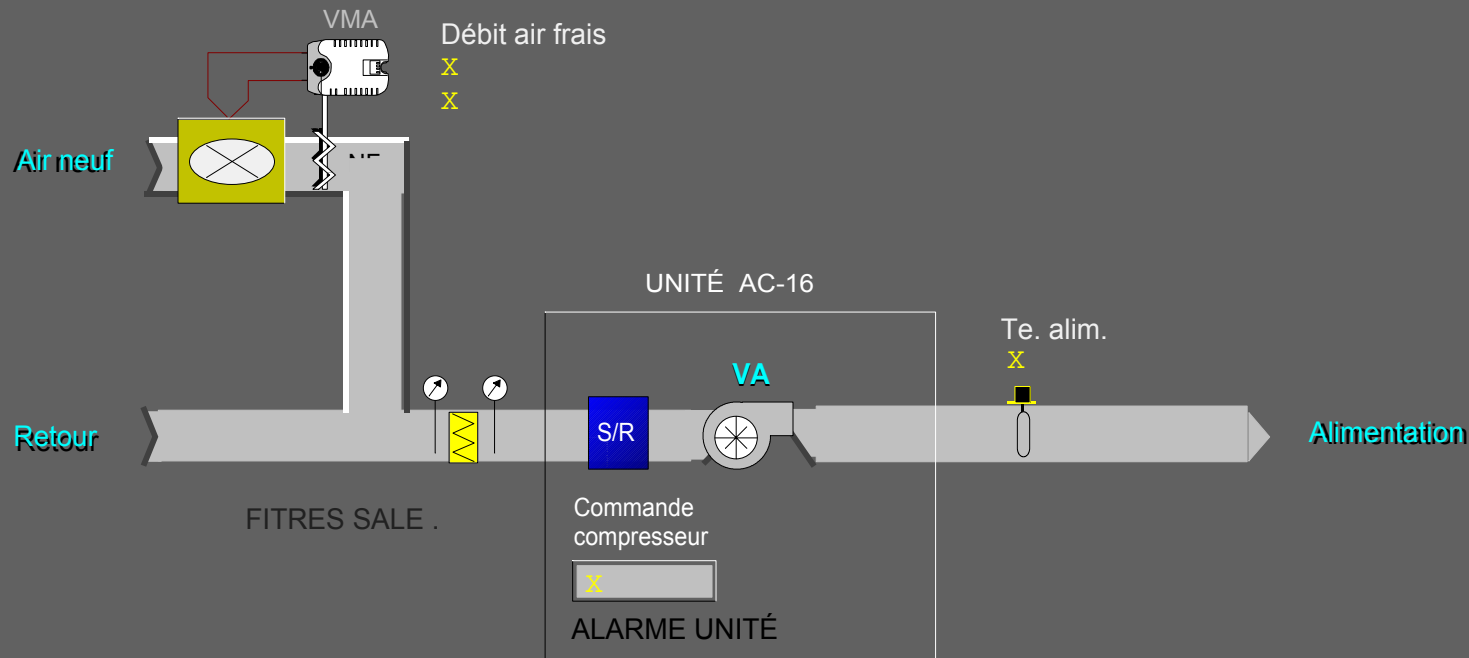 VMA
Débit air frais
X
X
Air neuf
UNITÉ AC-16
Te. alim.
X
VA
Retour
S/R
Alimentation
FITRES SALE .
Commande
compresseur
X
ALARME UNITÉ